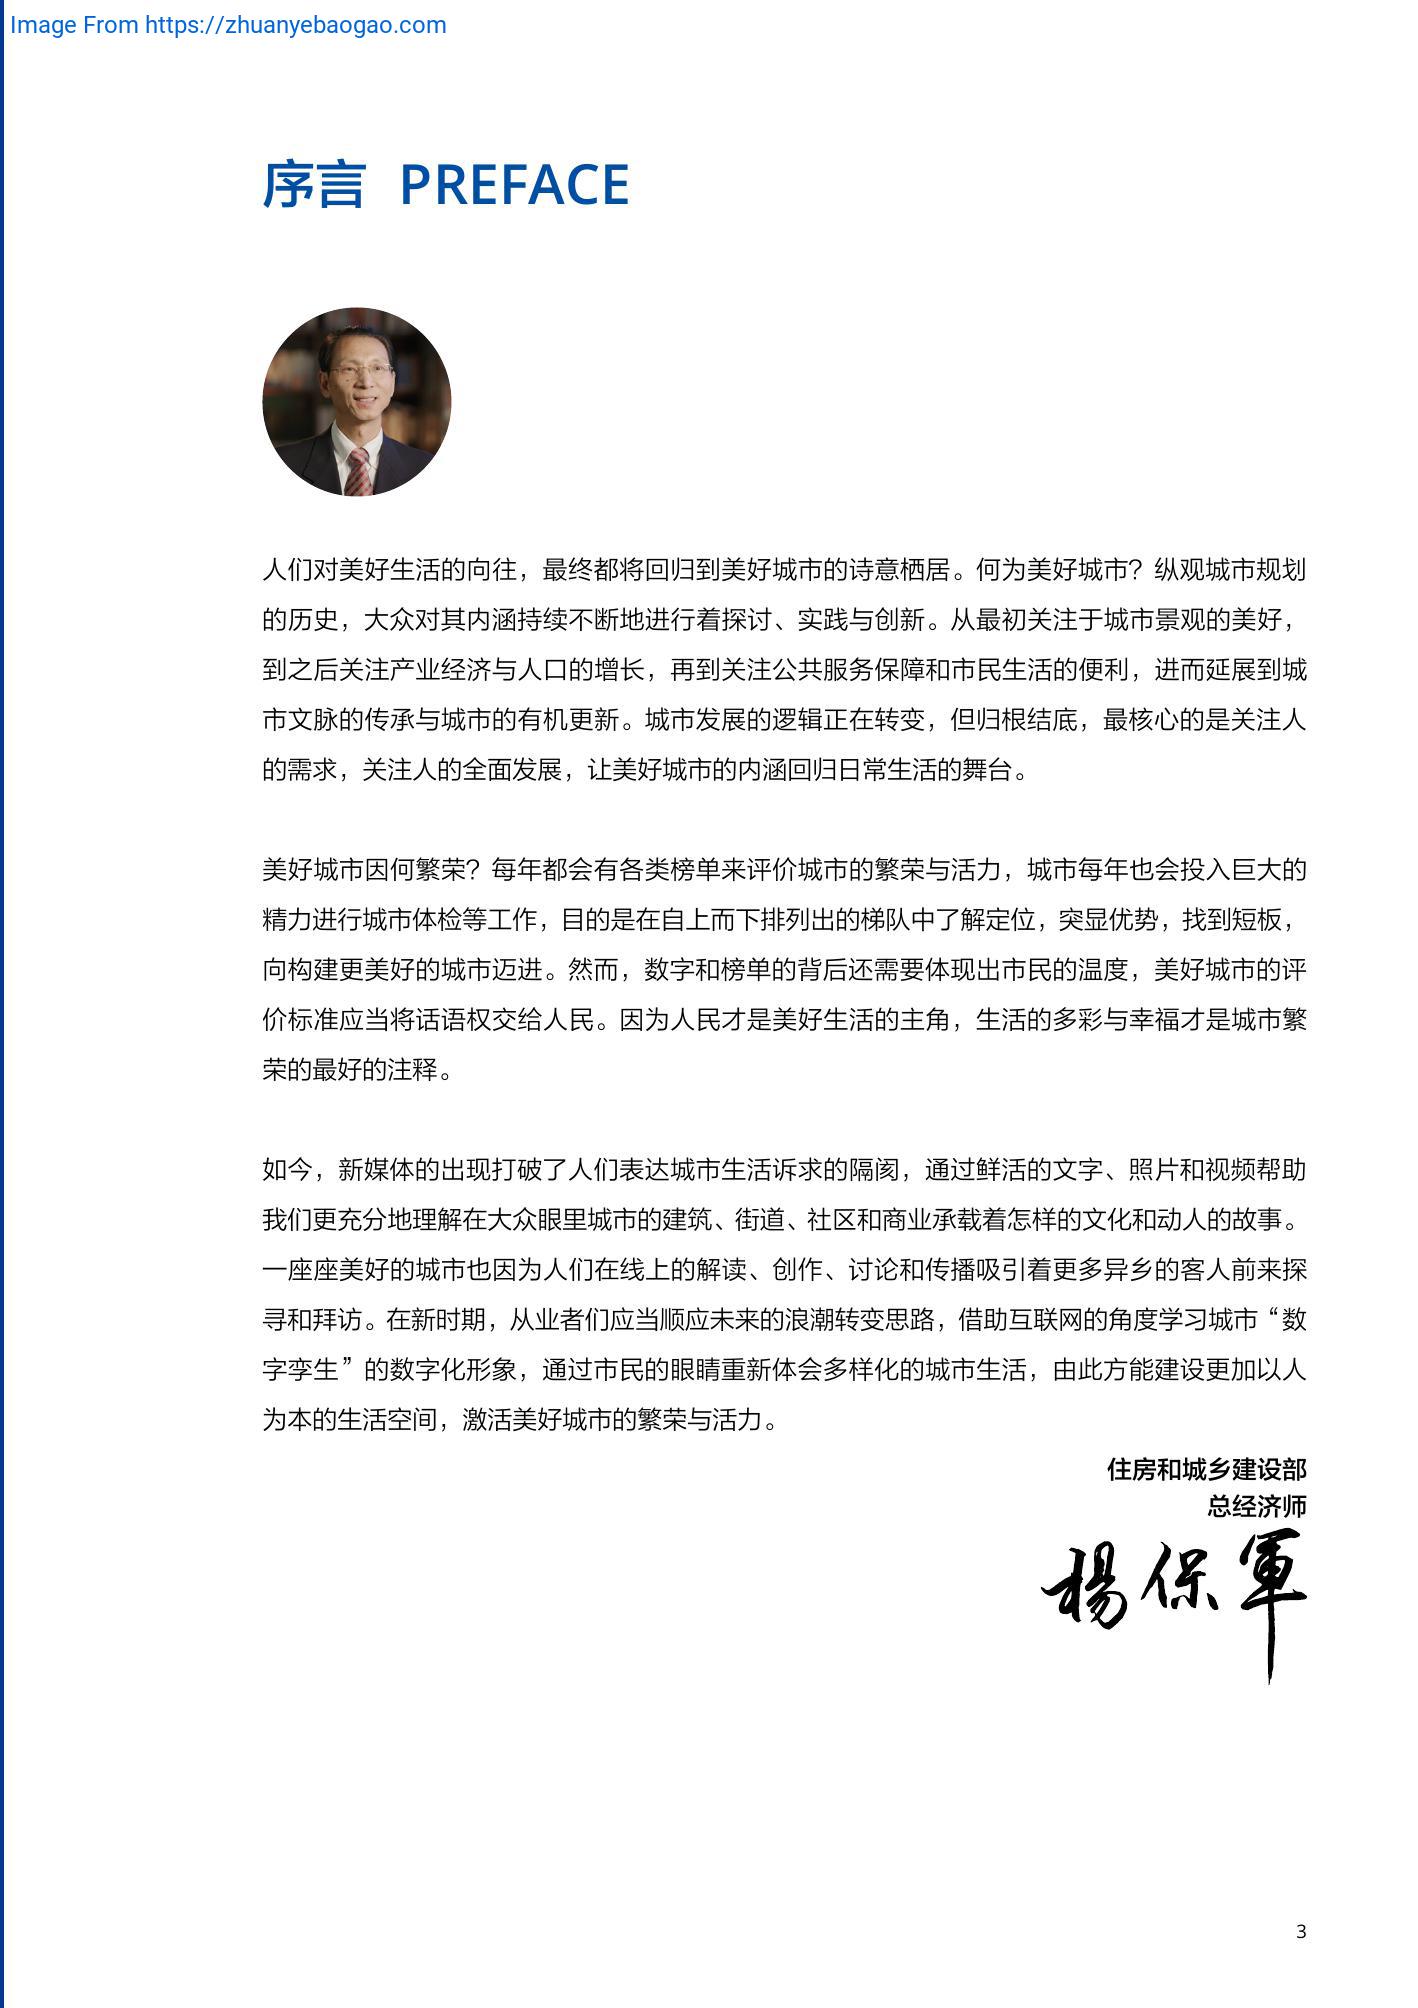 Image From https://zhuanyebaogao.com
序言 PREFACE
人们对美好生活的向往，最终都将回归到美好城市的诗意栖居。何为美好城市？纵观城市规划
的历史，大众对其内涵持续不断地进行着探讨、实践与创新。从最初关注于城市景观的美好，
到之后关注产业经济与人口的增长，再到关注公共服务保障和市民生活的便利，进而延展到城
市文脉的传承与城市的有机更新。城市发展的逻辑正在转变，但归根结底，最核心的是关注人
的需求，关注人的全面发展，让美好城市的内涵回归日常生活的舞台。
美好城市因何繁荣？每年都会有各类榜单来评价城市的繁荣与活力，城市每年也会投入巨大的
精力进行城市体检等工作，目的是在自上而下排列出的梯队中了解定位，突显优势，找到短板，
向构建更美好的城市迈进。然而，数字和榜单的背后还需要体现出市民的温度，美好城市的评
价标准应当将话语权交给人民。因为人民才是美好生活的主角，生活的多彩与幸福才是城市繁
荣的最好的注释。
如今，新媒体的出现打破了人们表达城市生活诉求的隔阂，通过鲜活的文字、照片和视频帮助
我们更充分地理解在大众眼里城市的建筑、街道、社区和商业承载着怎样的文化和动人的故事。
一座座美好的城市也因为人们在线上的解读、创作、讨论和传播吸引着更多异乡的客人前来探
寻和拜访。在新时期，从业者们应当顺应未来的浪潮转变思路，借助互联网的角度学习城市“数
字孪生”的数字化形象，通过市民的眼睛重新体会多样化的城市生活，由此方能建设更加以人
为本的生活空间，激活美好城市的繁荣与活力。
住房和城乡建设部
总经济师
楊保軍
3